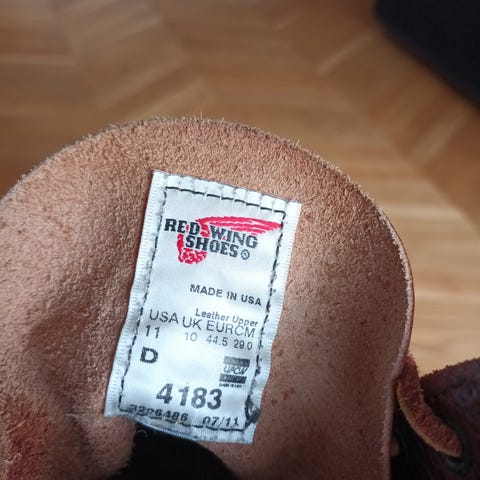 RED WING
SHOES®
MADE IN USA
Leather Upper
USA UK EUR CM
11 10 44.5 29.0
D
UFCW
4183
07/11